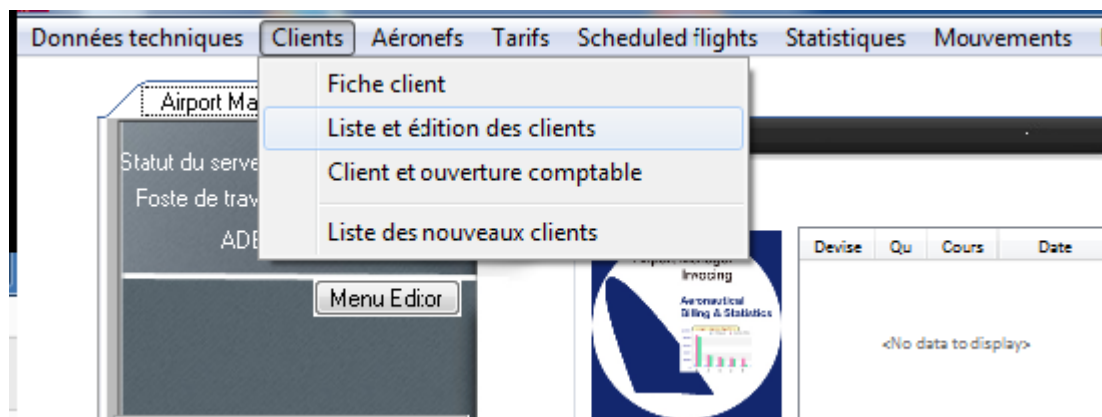 Données techniques Clients Aéronefs Tarifs Scheduled flights Statistiques Mouvements
Fiche client
Liste et édition des clients
Client et ouverture comptable
Liste des nouveaux clients
Airport Ma
Statut du serve
Foste de trav
ADE
Menu Editor
Invoicing
Aeronautical
Billing & Statistics
Devise Qu Cours Date
<No data to display>